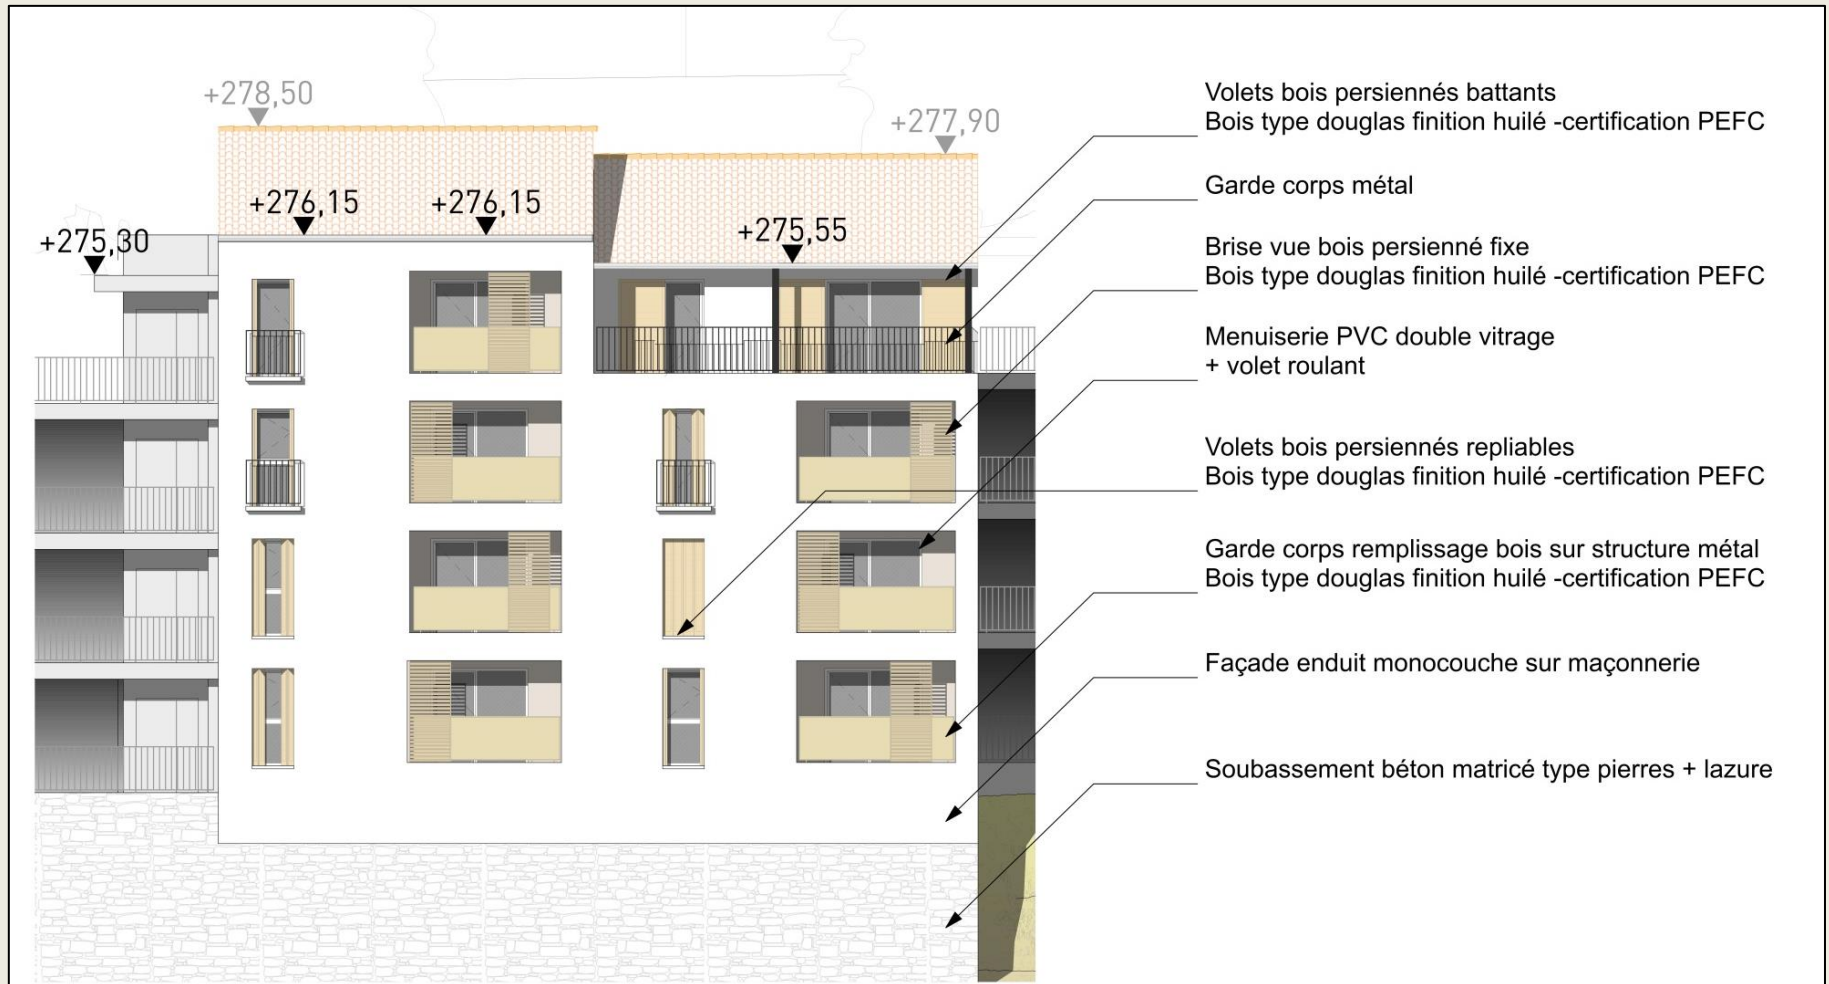 +278,50
+277,90
+276,15
+276,15
+275,55
+275,30
Volets bois persiennés battants
Bois type douglas finition huilé -certification PEFC
Garde corps métal
Brise vue bois persienné fixe
Bois type douglas finition huilé -certification PEFC
Menuiserie PVC double vitrage
+ volet roulant
Volets bois persiennés repliables
Bois type douglas finition huilé -certification PEFC
Garde corps remplissage bois sur structure métal
Bois type douglas finition huilé -certification PEFC
Façade enduit monocouche sur maçonnerie
Soubassement béton matricé type pierres + lazure